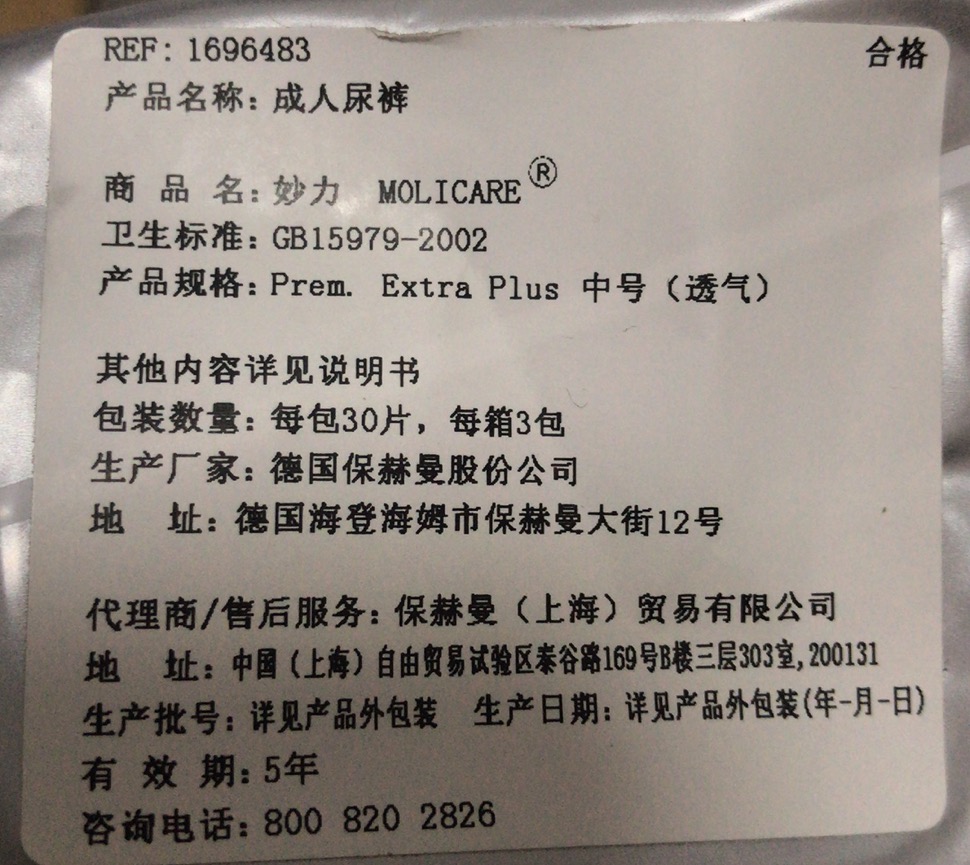 REF: 1696483
合格
产品名称: 成人尿裤
商 品 名: 妙力 MOLICARE®
卫生标准: GB15979-2002
产品规格: Prem. Extra Plus 中号（透气）
其他内容详见说明书
包装数量: 每包30片，每箱3包
生产厂家: 德国保赫曼股份公司
地 址: 德国海登海姆市保赫曼大街12号
代理商/售后服务: 保赫曼（上海）贸易有限公司
地 址: 中国（上海）自由贸易试验区泰谷路169号B楼三层303室,200131
生产批号: 详见产品外包装 生产日期: 详见产品外包装(年-月-日)
有 效 期: 5年
咨询电话: 800 820 2826